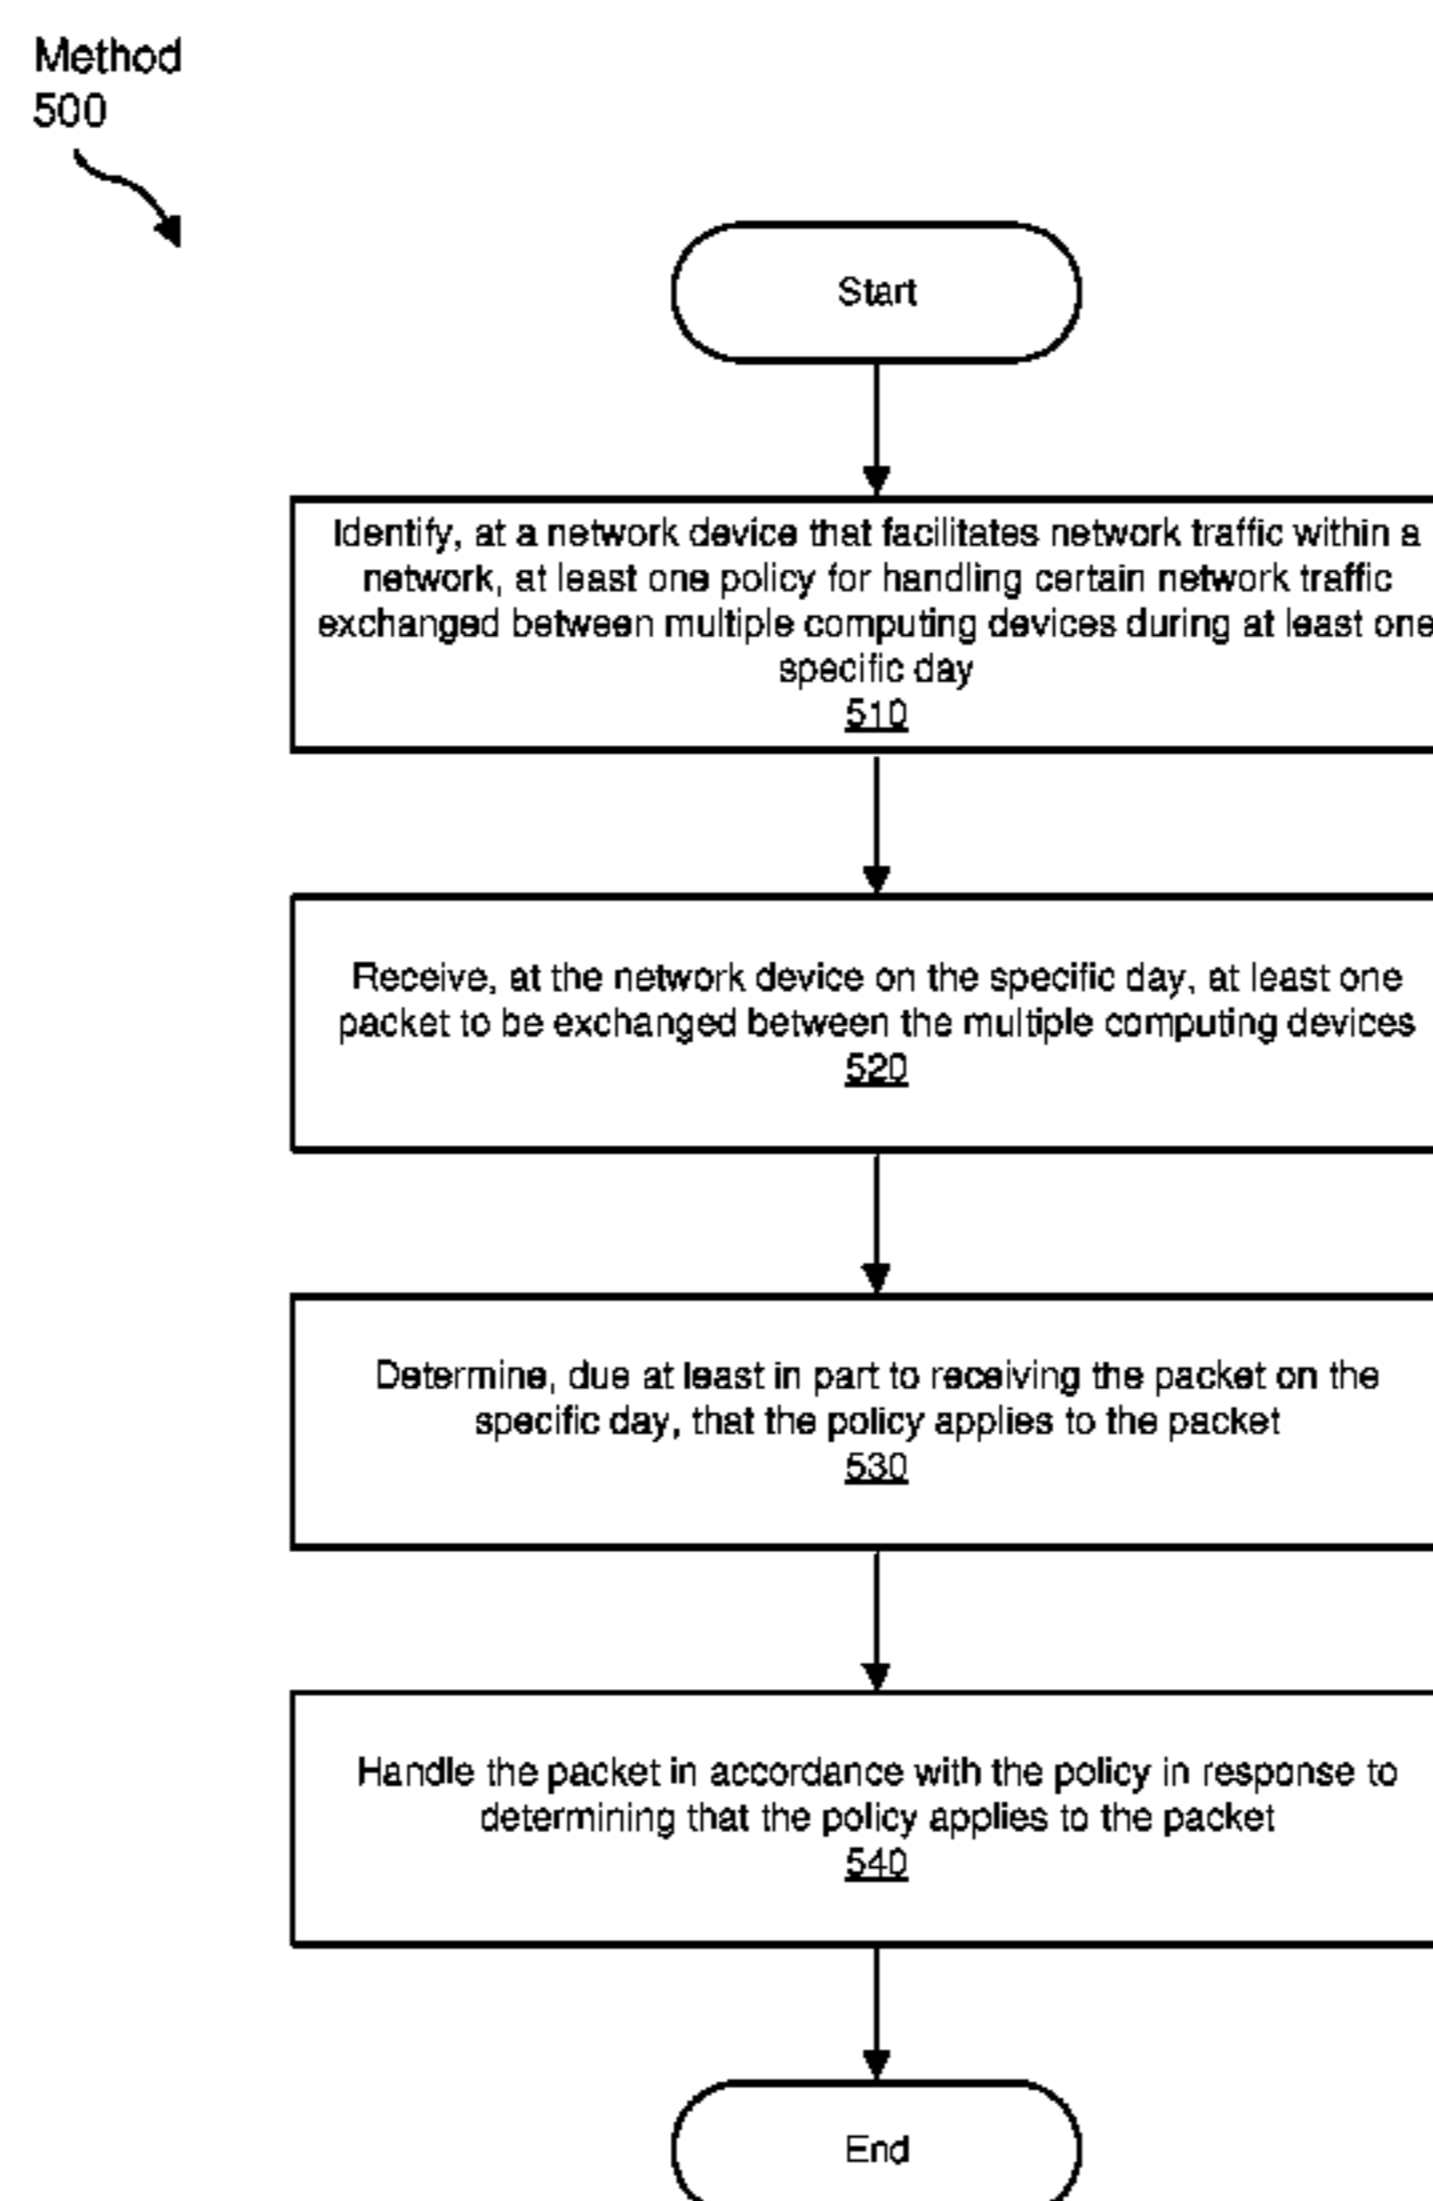 Method
500
Start
Identify, at a network device that facilitates network traffic within a
network, at least one policy for handling certain network traffic
exchanged between multiple computing devices during at least one
specific day
510
Receive, at the network device on the specific day, at least one
packet to be exchanged between the multiple computing devices
520
Determine, due at least in part to receiving the packet on the
specific day, that the policy applies to the packet
530
Handle the packet in accordance with the policy in response to
determining that the policy applies to the packet
540
End